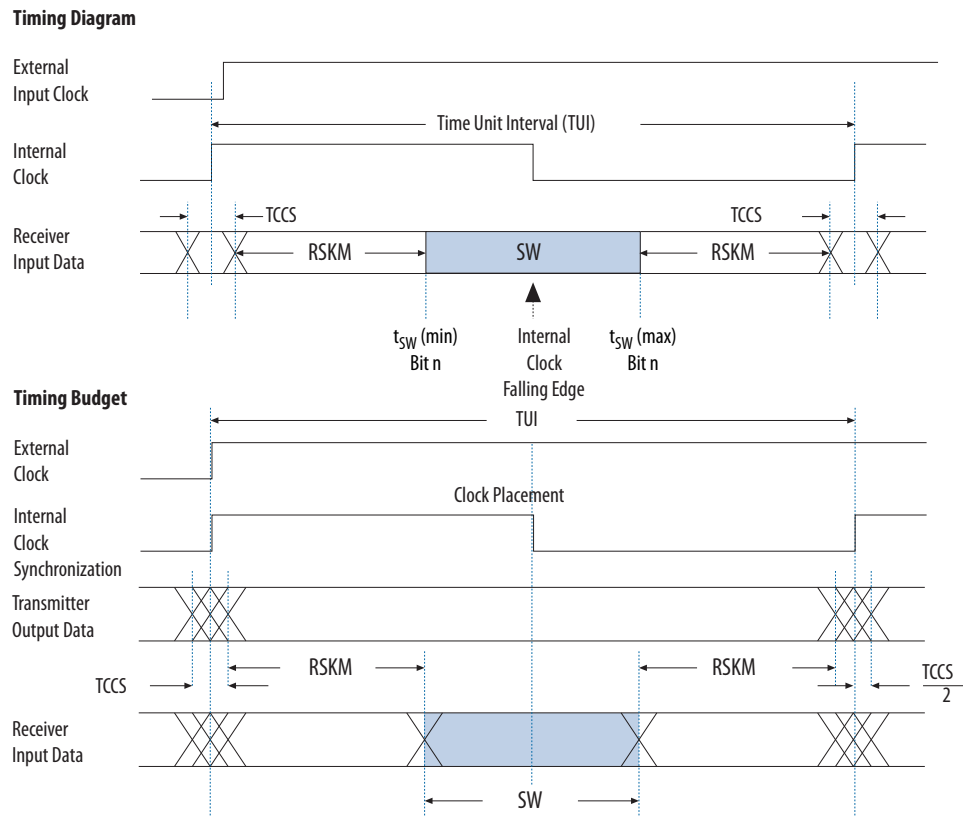 Timing Diagram
External
Input Clock
Time Unit Interval (TUI)
Internal
Clock
TCCS
TCCS
Receiver
Input Data
RSKM
SW
RSKM
tSW (min)
Bit n
Internal
Clock
Falling Edge
tSW (max)
Bit n
Timing Budget
TUI
External
Clock
Clock Placement
Internal
Clock
Synchronization
Transmitter
Output Data
RSKM
RSKM
TCCS
TCCS
2
Receiver
Input Data
SW